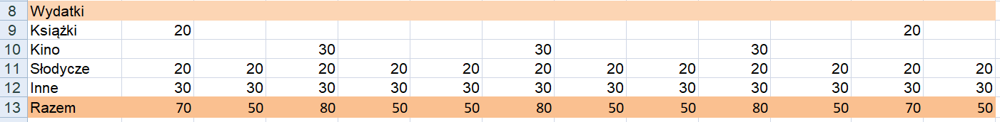 8 Wydatki
9 Książki 20 20
10 Kino 30 30 30
11 Słodycze 20 20 20 20 20 20 20 20 20 20 20 20
12 Inne 30 30 30 30 30 30 30 30 30 30 30 30
13 Razem 70 50 80 50 50 80 50 50 80 50 70 50